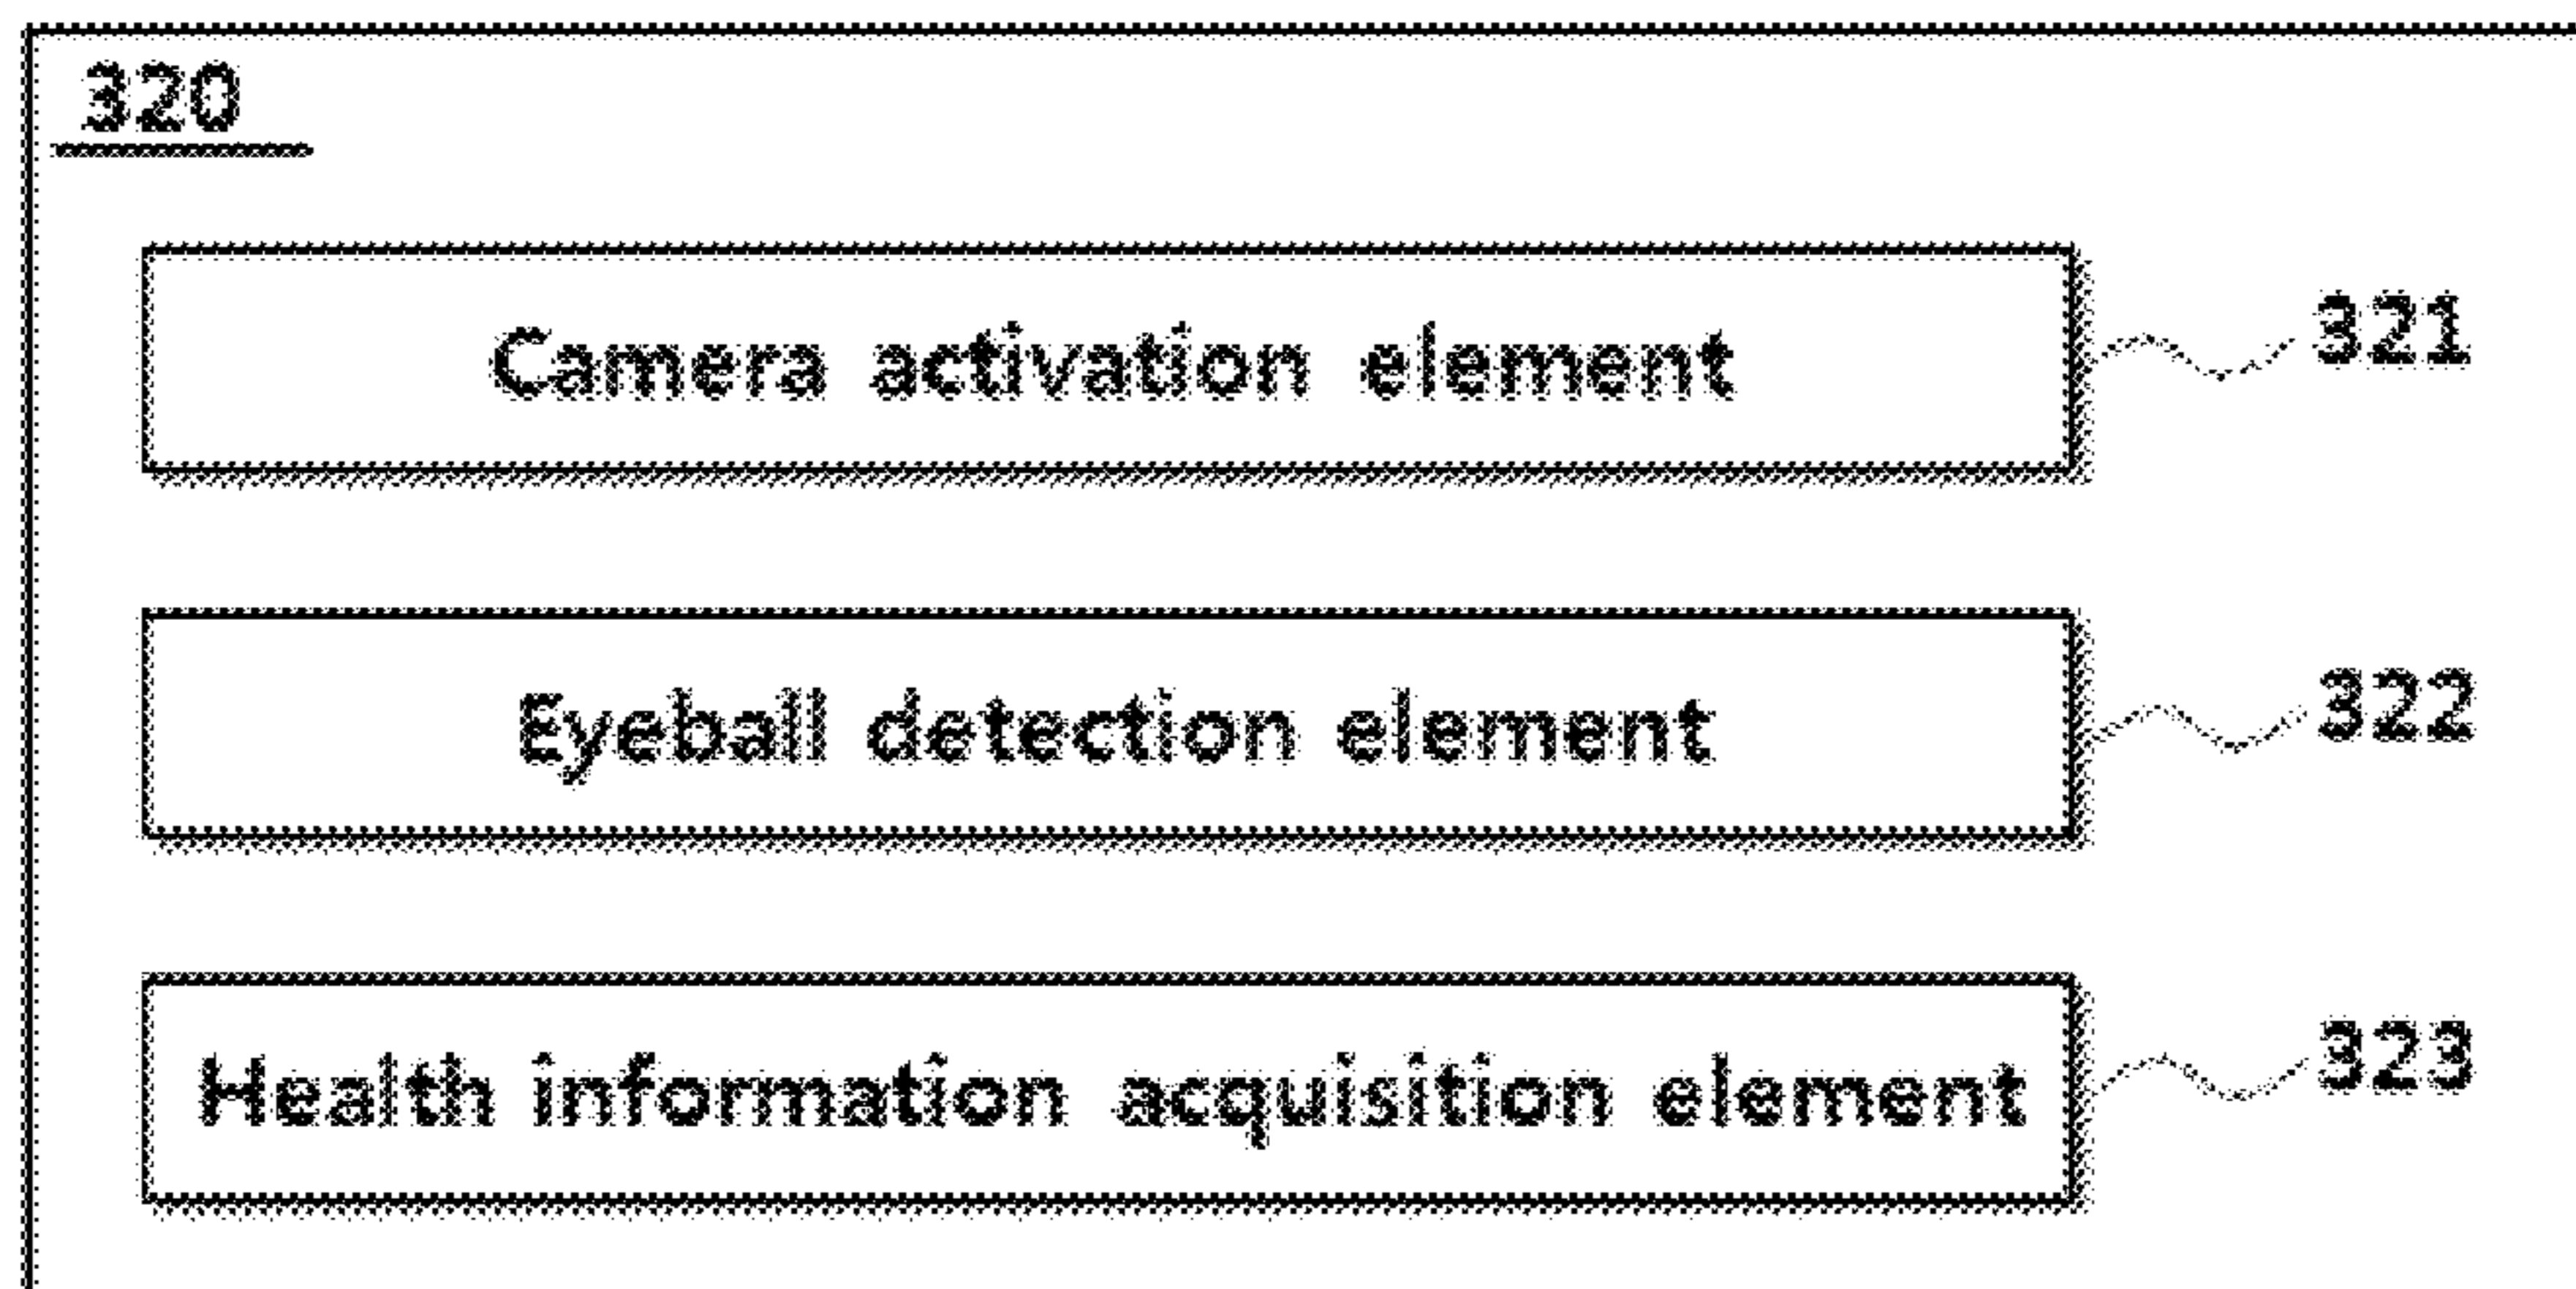 320
Camera activation element 321
Eyeball detection element 322
Health information acquisition element 323